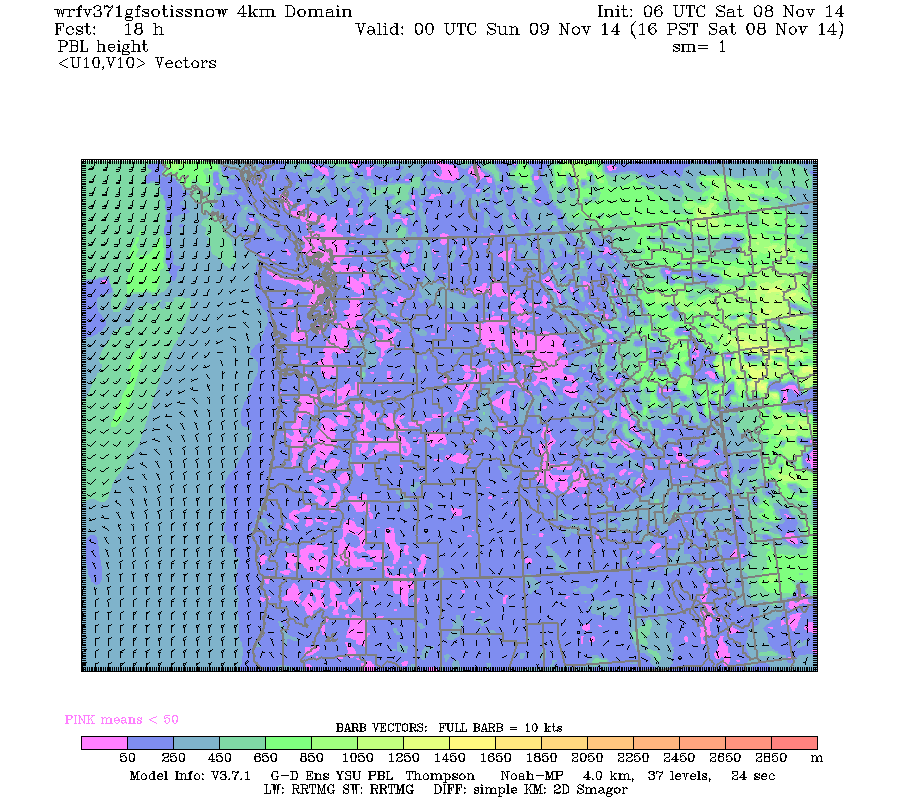 wrfv371gfsotissnow 4km Domain Init: 06 UTC Sat 08 Nov 14
Fcst: 18 h Valid: 00 UTC Sun 09 Nov 14 (16 PST Sat 08 Nov 14)
PBL height sm= 1
<U10,V10> Vectors
PINK means < 50
BARB VECTORS: FULL BARB = 10 kts
50 250 450 650 850 1050 1250 1450 1650 1850 2050 2250 2450 2650 2850 m
Model Info: V3.7.1 G-D Ens YSU PBL Thompson Noah-MP 4.0 km, 37 levels, 24 sec
LW: RRTMG SW: RRTMG DIFF: simple KM: 2D Smagor